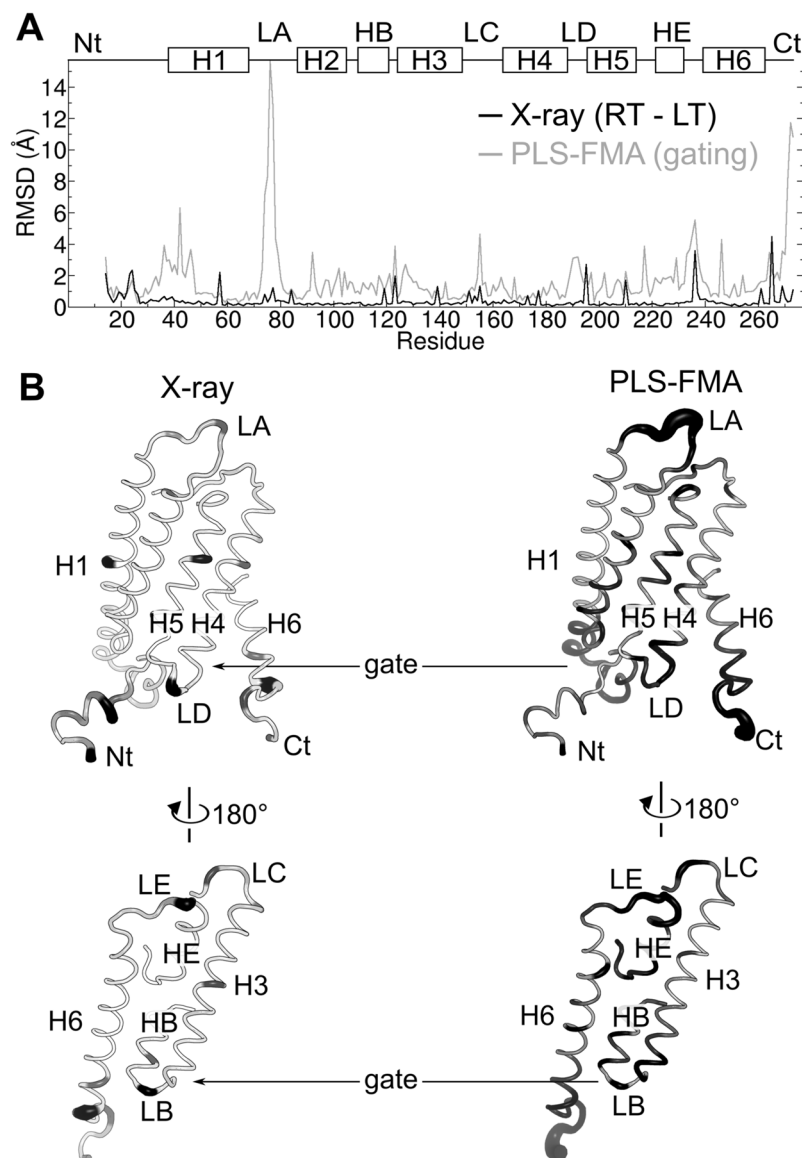 A
Nt LA HB LC LD HE Ct
H1 H2 H3 H4 H5 H6
X-ray (RT - LT)
PLS-FMA (gating)
RMSD (Å)
14
12
10
8
6
4
2
0
20 40 60 80 100 120 140 160 180 200 220 240 260
Residue
B
X-ray PLS-FMA
LA LA
H1 H1
H5 H4 H6 H5 H4 H6
gate
LD LD
Nt Ct Nt Ct
180° 180°
LC LC
LE LE
HE HE
H3 H3
H6 HB H6 HB
gate
LB LB